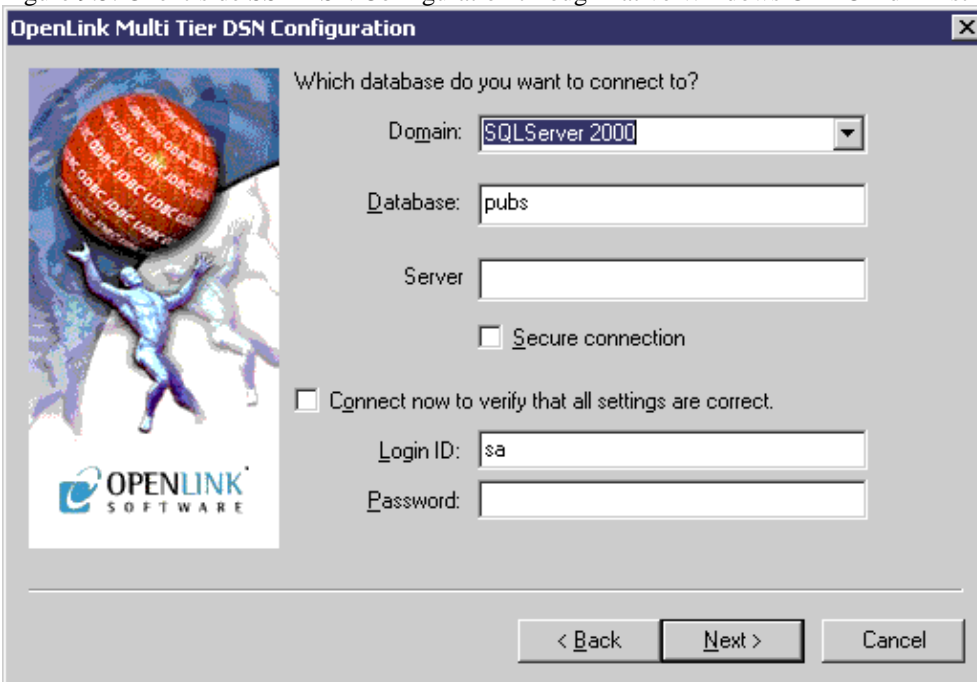 OpenLink Multi Tier DSN Configuration
Which database do you want to connect to?
Domain: SQLServer 2000
Database: pubs
Server
Secure connection
Connect now to verify that all settings are correct.
Login ID: sa
Password:
OPENLINK
SOFTWARE
< Back Next > Cancel